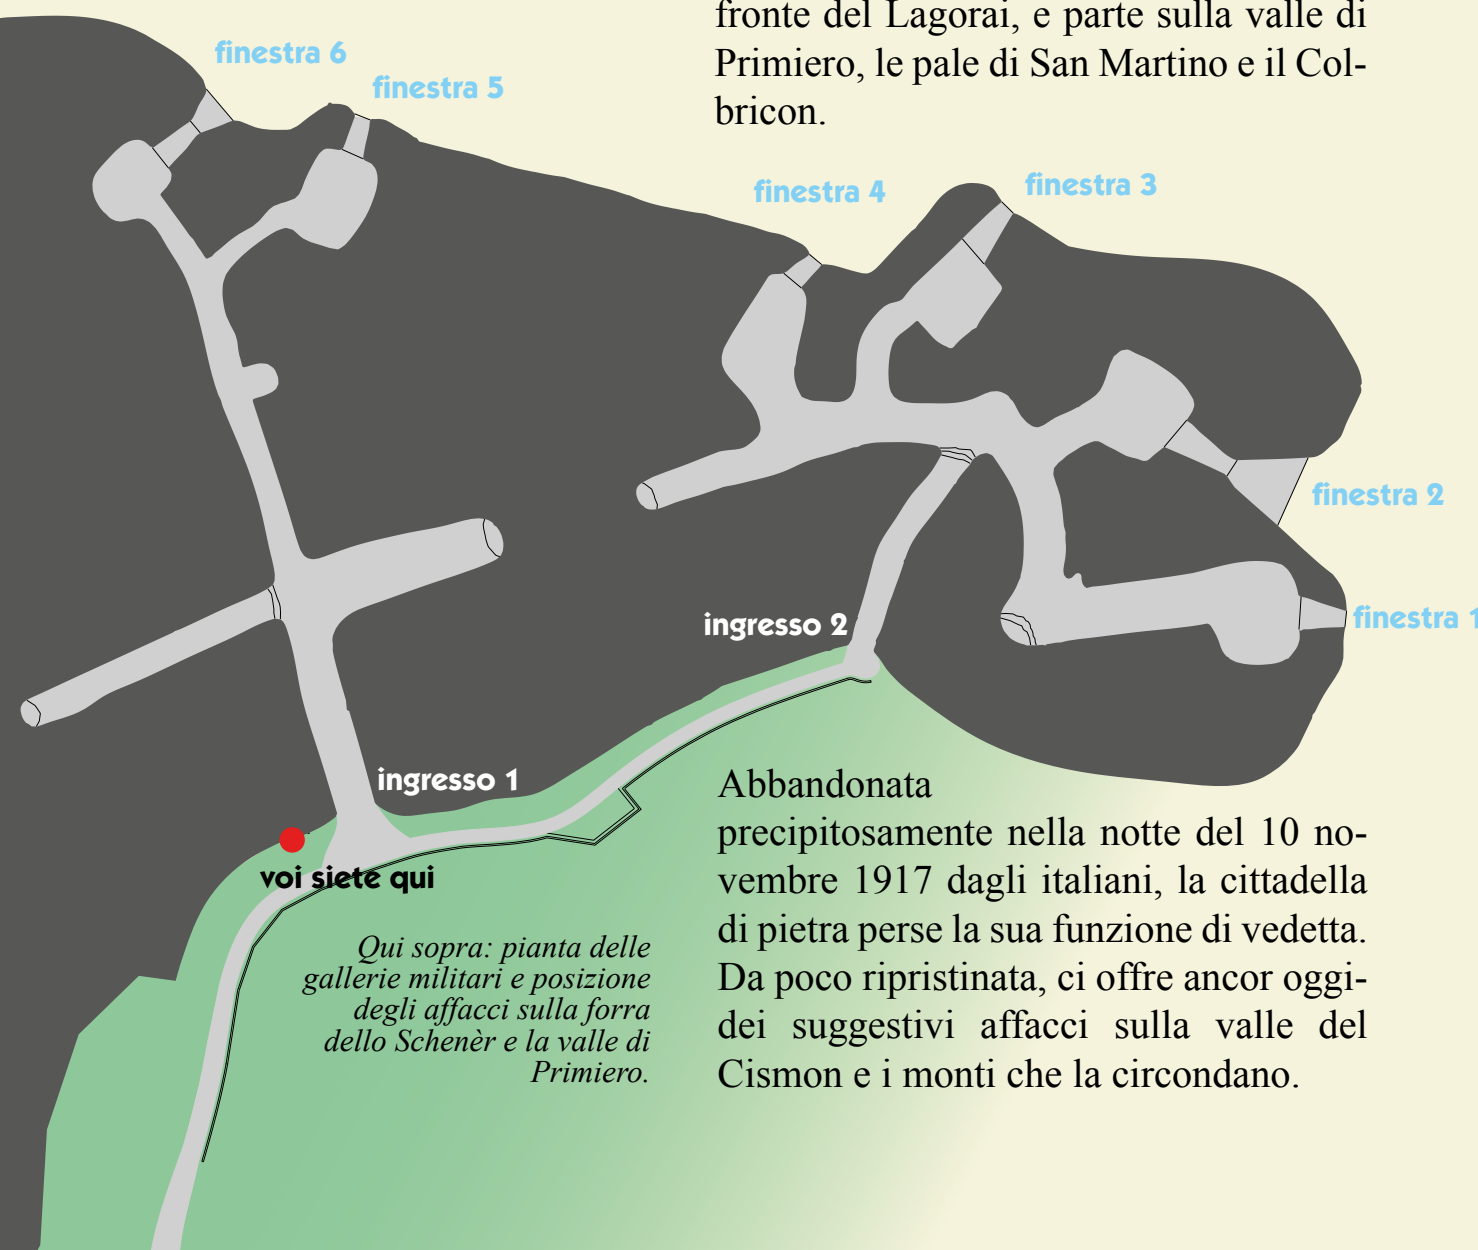 fronte del Lagorai, e parte sulla valle di
Primiero, le pale di San Martino e il Col-
bricon.
finestra 6
finestra 5
finestra 4
finestra 3
finestra 2
finestra 1
ingresso 2
ingresso 1
voi siete qui
Qui sopra: pianta delle
gallerie militari e posizione
degli affacci sulla forra
dello Schenèr e la valle di
Primiero.
Abbandonata
precipitosamente nella notte del 10 no-
vembre 1917 dagli italiani, la cittadella
di pietra perse la sua funzione di vedetta.
Da poco ripristinata, ci offre ancor oggi-
dei suggestivi affacci sulla valle del
Cismon e i monti che la circondano.